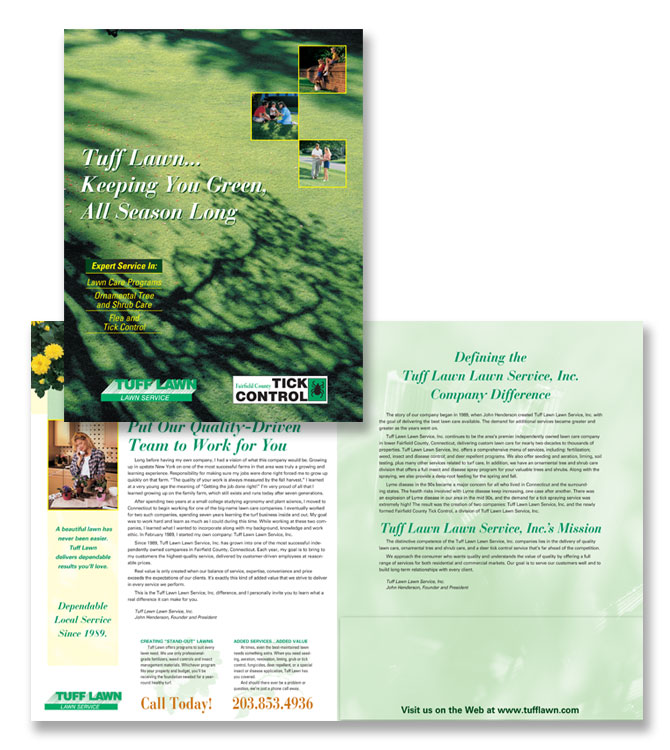 Tuff Lawn...
Keeping You Green,
All Season Long
Expert Service In:
Lawn Care Programs
Ornamental Tree
and Shrub Care
Flea and
Tick Control
TUFF LAWN
LAWN SERVICE
Fairfield County
TICK
CONTROL
Put Our Quality-Driven
Team to Work for You
Long before having my own company, I had a vision of what this company would be. Growing
up in upstate New York on one of the most successful farms in that area was truly a growing and
learning experience. Responsibility for making sure my jobs were done right forced me to grow up
quickly on that farm. "The quality of your work is always measured by the fall harvest." I learned
at a very young age the meaning of "Getting the job done right!" I'm very proud of all that I
learned growing up on the family farm, which still exists and runs today after seven generations.
After spending two years at a small college studying agronomy and plant science, I moved to
Connecticut to begin working for one of the big-name lawn care companies. I eventually worked
for two such companies, spending seven years learning the turf business inside and out. My goal
was to work hard and learn as much as I could during this time. While working at these two com-
panies, I learned what I wanted to incorporate along with my background, knowledge and work
ethic. In February 1989, I started my own company: Tuff Lawn Lawn Service, Inc.
Since 1989, Tuff Lawn Lawn Service, Inc. has grown into one of the most successful inde-
pendently owned companies in Fairfield County, Connecticut. Each year, my goal is to bring to
you customers the highest-quality service, delivered by customer-driven employees at reason-
able prices.
Real value is only created when our balance of service, expertise, convenience and price
exceeds the expectations of our clients. It's exactly this kind of added value that we strive to deliver
in every service we perform.
This is the Tuff Lawn Lawn Service, Inc. difference, and I personally invite you to learn what a
real difference it can make for you.
Tuff Lawn Lawn Service, Inc.
John Henderson, Founder and President
A beautiful lawn has
never been easier.
Tuff Lawn
delivers dependable
results you'll love.
Dependable
Local Service
Since 1989.
CREATING "STAND-OUT" LAWNS
Tuff Lawn offers programs to suit every
lawn need. We use only professional-
grade fertilizers, weed controls and insect
management materials. Whichever program
fits your property and budget, you'll be
receiving the foundation needed for a year-
round healthy turf.
ADDED SERVICES...ADDED VALUE
At times, even the best-maintained lawn
needs something extra. When you need seed-
ing, aeration, renovation, liming, grub or tick
control, fungicides, deer repellent, or a special
insect or disease application, Tuff Lawn has
you covered.
And should there ever be a problem or
question, we're just a phone call away.
TUFF LAWN
LAWN SERVICE
Call Today! 203.853.4936
Defining the
Tuff Lawn Lawn Service, Inc.
Company Difference
The story of our company began in 1989, when John Henderson created Tuff Lawn Lawn Service, Inc. with
the goal of delivering the best lawn care available. The demand for additional services became greater and
greater as the years went on.
Tuff Lawn Lawn Service, Inc. continues to be the area's premier independently owned lawn care company
in lower Fairfield County, Connecticut, delivering custom lawn care for nearly two decades to thousands of
properties. Tuff Lawn Lawn Service, Inc. offers a comprehensive menu of services, including: fertilization;
weed, insect and disease control; and deer repellent programs. We also offer seeding and aeration, liming, soil
testing, plus many other services related to turf care. In addition, we have an ornamental tree and shrub care
division that offers a full insect and disease spray program for your valuable trees and shrubs. Along with the
spraying, we also provide a deep-root feeding for the spring and fall.
Lyme disease in the 90s became a major concern for all who lived in Connecticut and the surround-
ing states. The health risks involved with Lyme disease keep increasing, one case after another. There was
an explosion of Lyme disease in our area in the mid 90s, and the demand for a tick spraying service was
extremely high! The result was the creation of two companies; Tuff Lawn Lawn Service, Inc. and the newly
formed Fairfield County Tick Control, a division of Tuff Lawn Lawn Service, Inc.
Tuff Lawn Lawn Service, Inc.'s Mission
The distinctive competence of the Tuff Lawn Lawn Service, Inc. companies lies in the delivery of quality
lawn care, ornamental tree and shrub care, and a deer tick control service that's far ahead of the competition.
We approach the consumer who wants quality and understands the value of quality by offering a full
range of services for both residential and commercial markets. Our goal is to serve our customers well and to
build long term relationships with every client.
Tuff Lawn Lawn Service, Inc.
John Henderson, Founder and President
Visit us on the Web at www.tufflawn.com